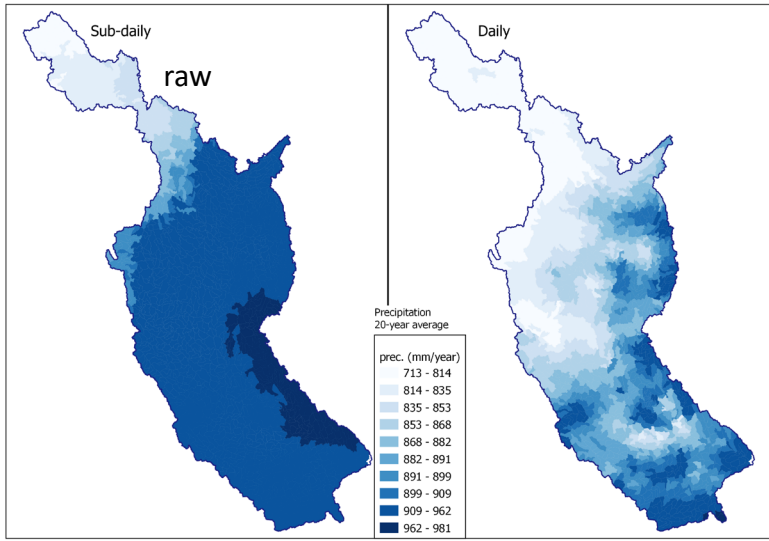 Sub-daily
raw
Daily
Precipitation
20-year average
prec. (mm/year)
713 - 814
814 - 835
835 - 853
853 - 868
868 - 882
882 - 891
891 - 899
899 - 909
909 - 962
962 - 981